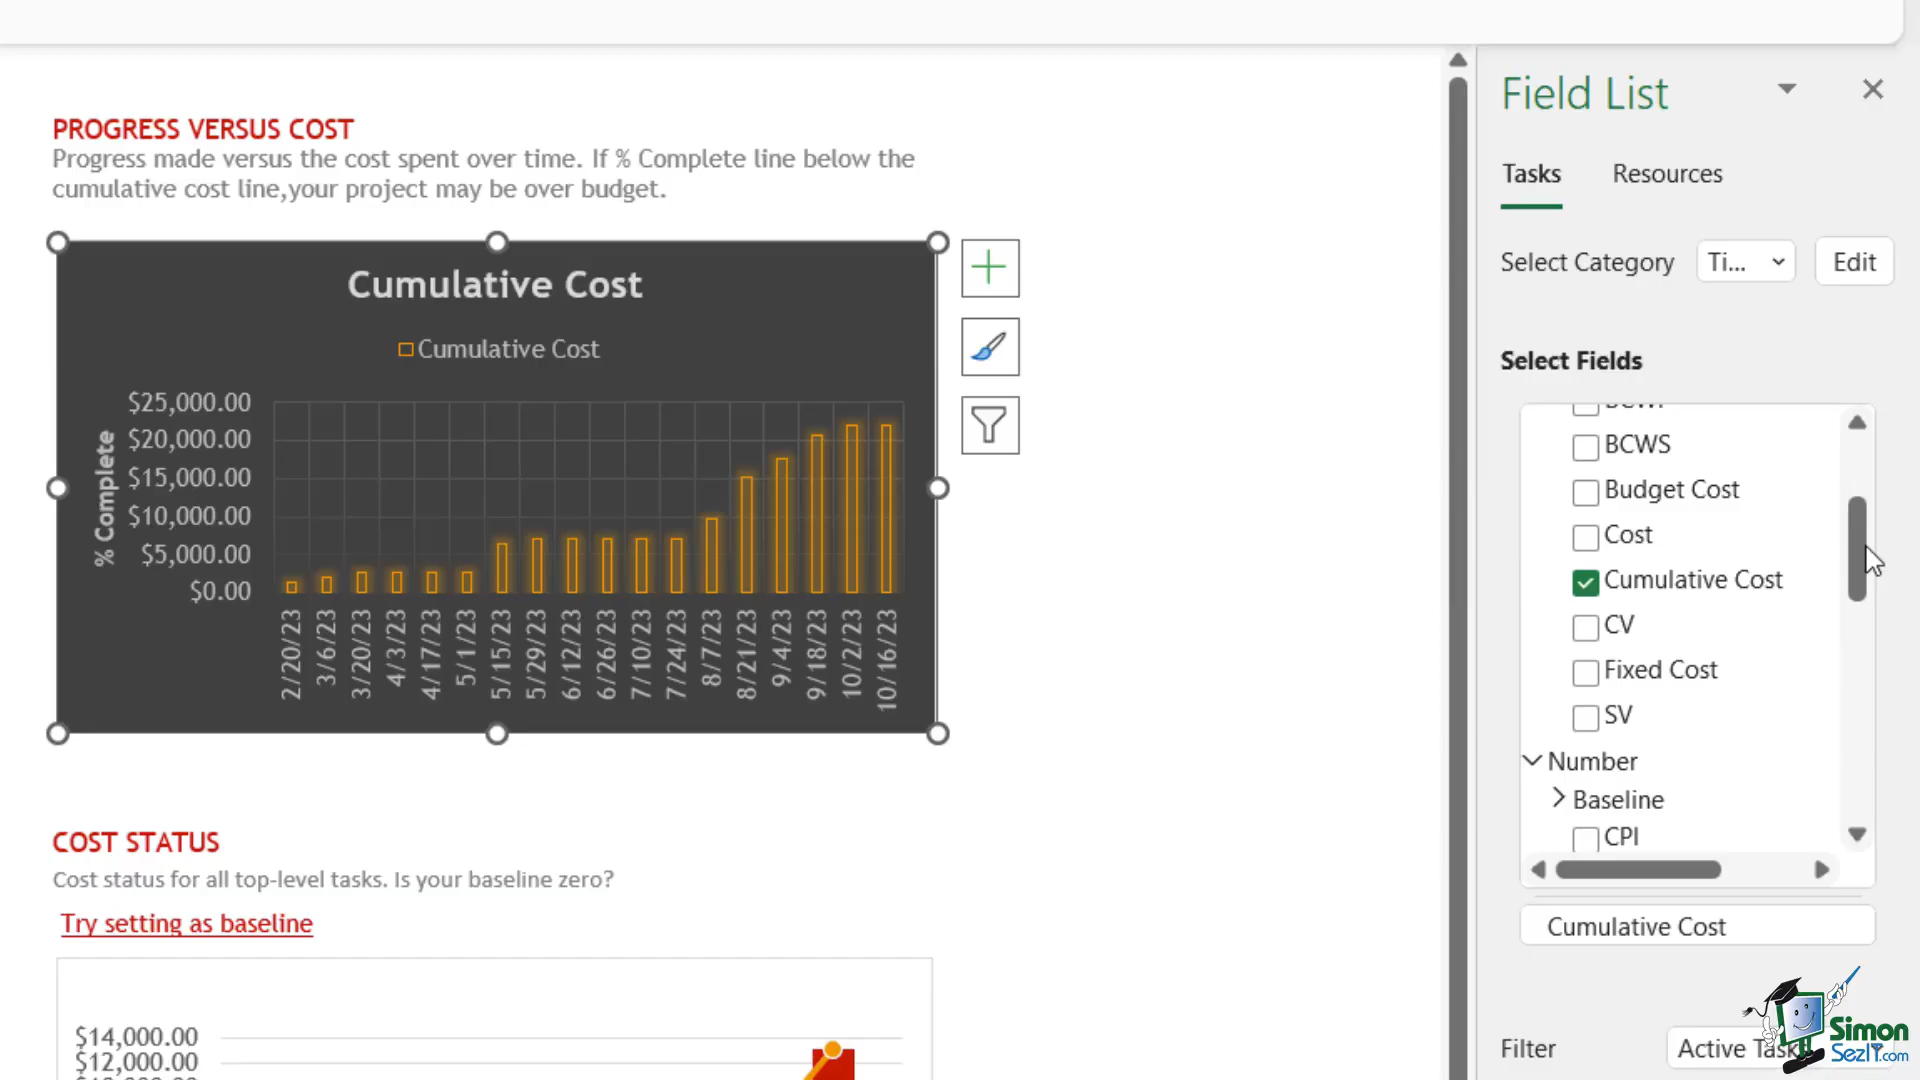 PROGRESS VERSUS COST
Progress made versus the cost spent over time. If % Complete line below the
cumulative cost line,your project may be over budget.
Cumulative Cost
Cumulative Cost
% Complete
$25,000.00
$20,000.00
$15,000.00
$10,000.00
$5,000.00
$0.00
2/20/23
3/6/23
3/20/23
4/3/23
4/17/23
5/1/23
5/15/23
5/29/23
6/12/23
6/26/23
7/10/23
7/24/23
8/7/23
8/21/23
9/4/23
9/18/23
10/2/23
10/16/23
COST STATUS
Cost status for all top-level tasks. Is your baseline zero?
Try setting as baseline
$14,000.00
$12,000.00
Field List
Tasks Resources
Select Category Ti... Edit
Select Fields
BCWS
Budget Cost
Cost
Cumulative Cost
CV
Fixed Cost
SV
Number
Baseline
CPI
Cumulative Cost
Filter Active
Simon
SezIT.com